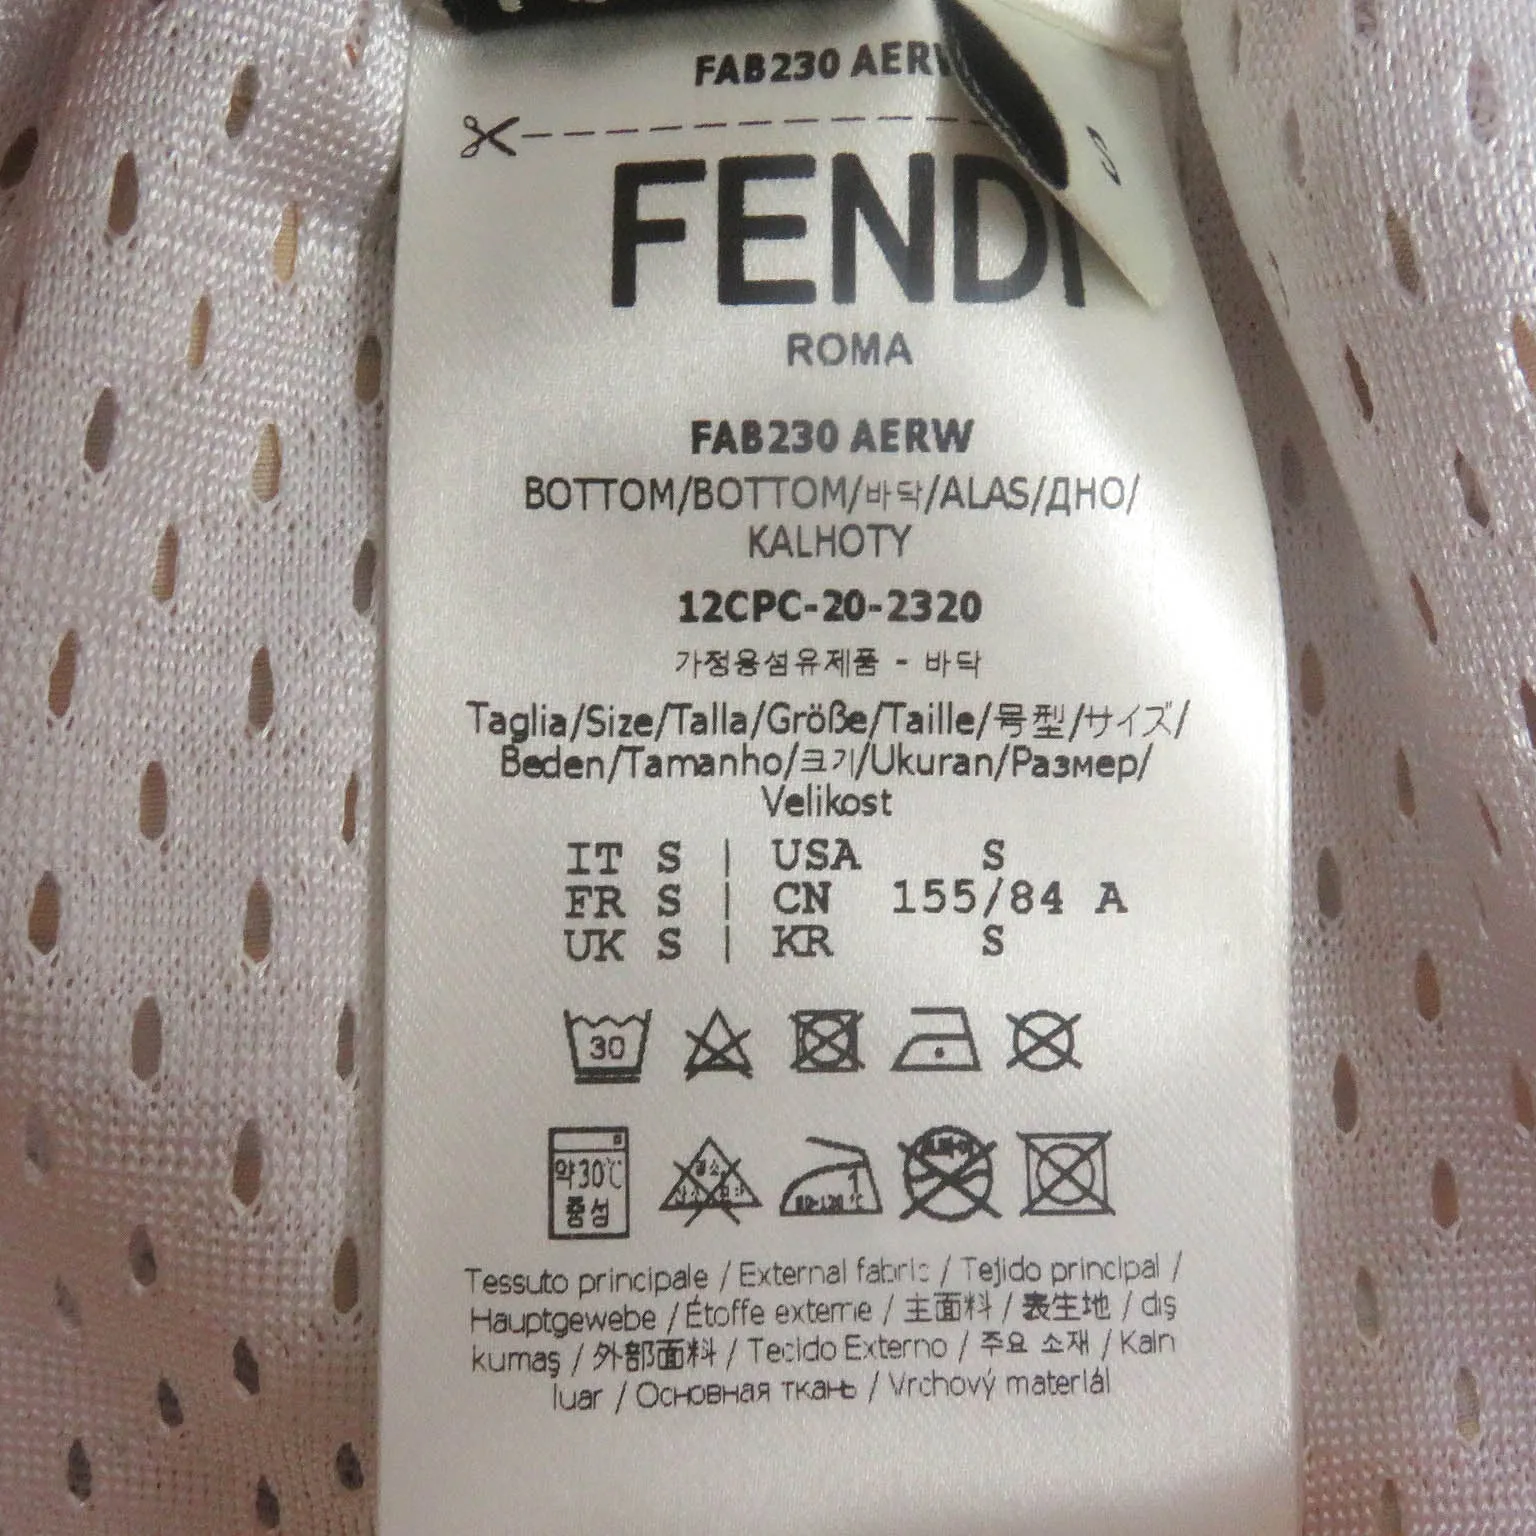 FAB230 AERW
FENDI
ROMA
FAB230 AERW
BOTTOM/BOTTOM/바닥/ALAS/ДНО/
KALHOTY
12CPC-20-2320
가정용섬유제품 - 바닥
Taglia/Size/Talla/Größe/Taille/号型/サイズ/
Beden/Tamanho/크기/Ukuran/Размер/
Velikost
IT S | USA S
FR S | CN 155/84 A
UK S | KR S
30
약30℃
중성
염소
80-120℃
Tessuto principale / External fabric / Tejido principal /
Hauptgewebe / Étoffe externe / 主面料 / 表生地 / dış
kumaş / 外部面料 / Tecido Externo / 주요 소재 / Kain
luar / Основная ткань / Vrchový materiál